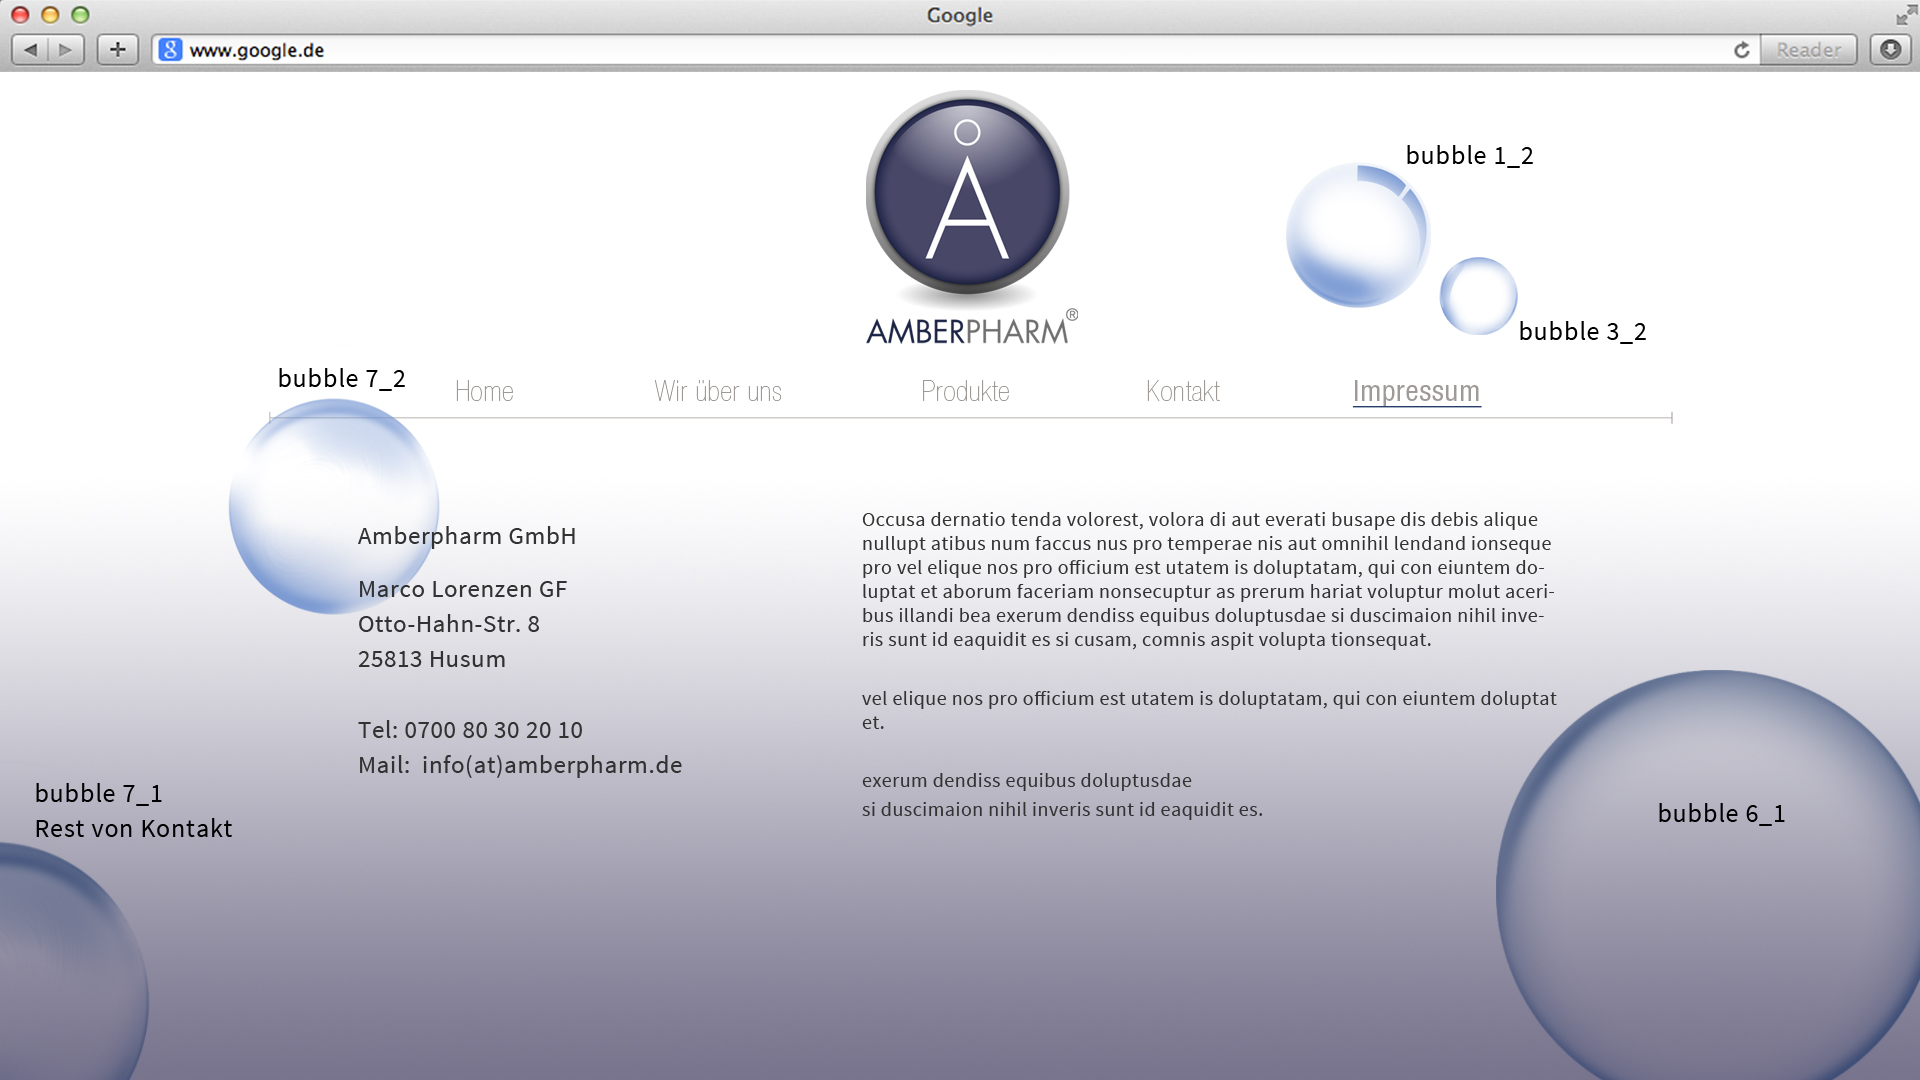 Google
www.google.de
Reader
Å
AMBERPHARM®
bubble 1_2
bubble 3_2
bubble 7_2
Home Wir über uns Produkte Kontakt Impressum
Amberpharm GmbH
Marco Lorenzen GF
Otto-Hahn-Str. 8
25813 Husum
Tel: 0700 80 30 20 10
Mail: info(at)amberpharm.de
Occusa dernatio tenda volorest, volora di aut everati busape dis debis alique
nullupt atibus num faccus nus pro temperae nis aut omnihil lendand ionseque
pro vel elique nos pro officium est utatem is doluptatam, qui con eiuntem do-
luptat et aborum faceriam nonsecuptur as prerum hariat voluptur molut aceri-
bus illandi bea exerum dendiss equibus doluptusdae si duscimaion nihil inve-
ris sunt id eaquidit es si cusam, comnis aspit volupta tionsequat.
vel elique nos pro officium est utatem is doluptatam, qui con eiuntem doluptat
et.
exerum dendiss equibus doluptusdae
si duscimaion nihil inveris sunt id eaquidit es.
bubble 7_1
Rest von Kontakt
bubble 6_1